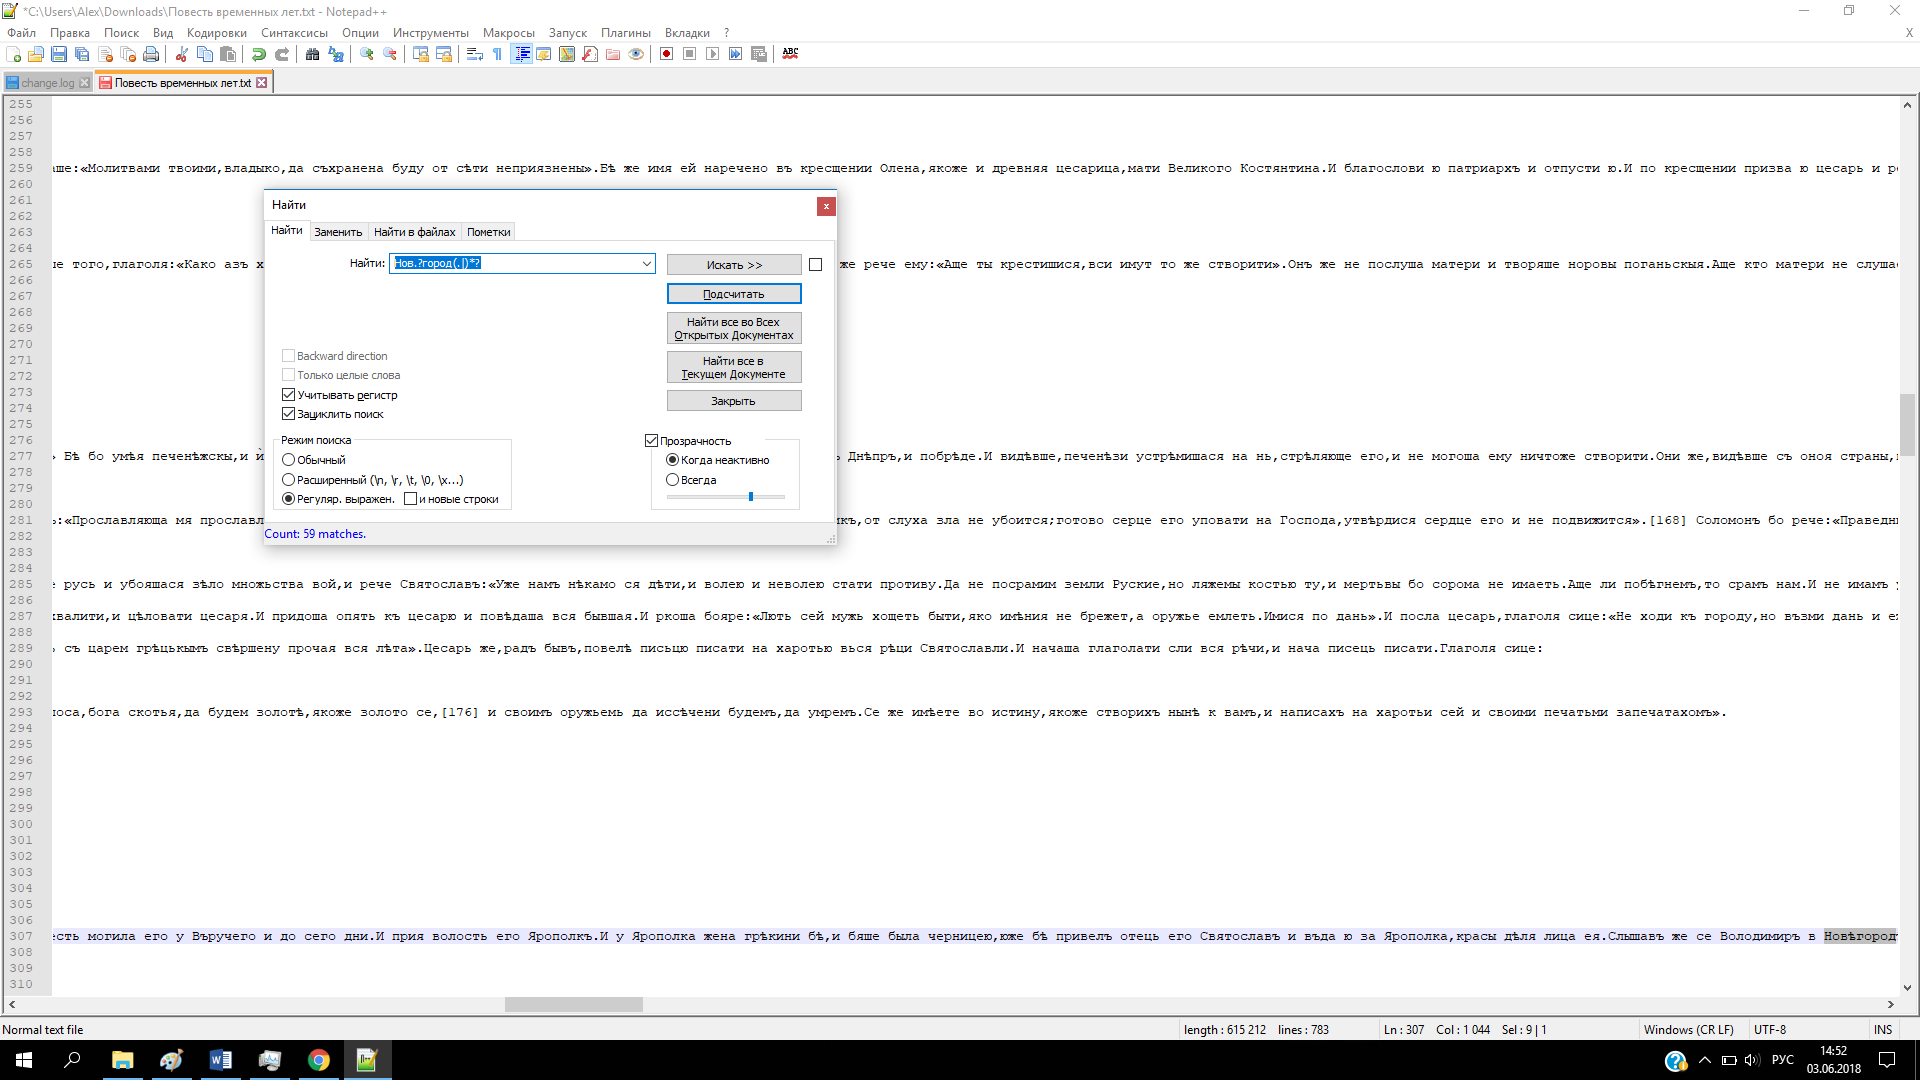 *C:\Users\Alex\Downloads\Повесть временных лет.txt - Notepad++
Файл Правка Поиск Вид Кодировки Синтаксисы Опции Инструменты Макросы Запуск Плагины Вкладки ? X
change.log Повесть временных лет.txt
255
256
257
258
259 аше:«Молитвами твоими,владыко,да съхранена буду от сѣти неприязнены».Бѣ же имя ей наречено въ кресщении Олена,якоже и древняя цесарица,мати Великого Костянтина.И благослови ю патриархъ и отпусти ю.И по кресщении призва ю цесарь и р
260
261
262
263
264
265 ше того,глаголя:«Како азъ х же рече ему:«Аще ты крестишися,вси имут то же створити».Онъ же не послуша матери и творяше норовы поганьскыя.Аще кто матери не слуша
266
267
268
269
270
271
272
273
274
275
276
277 Бѣ бо умѣя печенѣжскы,и Днѣпръ,и побрѣде.И видѣвше,печенѣзи устрѣмишася на нь,стрѣляюще его,и не могоша ему ничтоже створити.Они же,видѣвше съ оноя страны,
278
279
280
281 ъ:«Прославляюща мя прослав къ,от слуха зла не убоится;готово серце его уповати на Господа,утвѣрдися сердце его и не подвижится».[168] Соломонъ бо рече:«Праведн
282
283
284
285 е русь и убояшася зѣло множьства вой,и рече Святославъ:«Уже намъ нѣкамо ся дѣти,и волею и неволею стати противу.Да не посрамим земли Руские,но ляжемы костью ту,и мертьвы бо сорома не имаеть.Аще ли побѣгнемъ,то срамъ нам.И не имамъ
286
287 хвалити,и цѣловати цесаря.И придоша опять къ цесарю и повѣдаша вся бывшая.И ркоша бояре:«Лють сей мужь хощеть быти,яко имѣния не брежет,а оружье емлеть.Имися по дань».И посла цесарь,глаголя сице:«Не ходи къ городу,но възми дань и е
288
289 ь съ царем грѣцькымъ свѣршену прочая вся лѣта».Цесарь же,радъ бывъ,повелѣ письцю писати на харотью вься рѣци Святославли.И начаша глаголати сли вся рѣчи,и нача писець писати.Глаголя сице:
290
291
292
293 лоса,бога скотья,да будем золотѣ,якоже золото се,[176] и своимъ оружьемь да иссѣчени будемъ,да умремъ.Се же имѣете во истину,якоже створихъ нынѣ к вамъ,и написахъ на харотьи сей и своими печатьми запечатахомъ».
294
295
296
297
298
299
300
301
302
303
304
305
306
307 есть могила его у Въручего и до сего дни.И прия волость его Ярополкъ.И у Ярополка жена грѣкини бѣ,и бяше была черницею,юже бѣ привелъ отець его Святославъ и въда ю за Ярополка,красы дѣля лица ея.Слышавъ же се Володимиръ в Новѣгород
308
309
310
Найти
Найти Заменить Найти в файлах Пометки
Найти: Нов.?город(.|)*?
Искать >>
Подсчитать
Найти все во Всех
Открытых Документах
Найти все в
Текущем Документе
Закрыть
Backward direction
Только целые слова
Учитывать регистр
Зациклить поиск
Режим поиска
Обычный
Расширенный (\n, \r, \t, \0, \x...)
Регуляр. выражен. и новые строки
Прозрачность
Когда неактивно
Всегда
Count: 59 matches.
Normal text file length : 615 212 lines : 783 Ln : 307 Col : 1 044 Sel : 9 | 1 Windows (CR LF) UTF-8 INS
РУС
14:52
03.06.2018